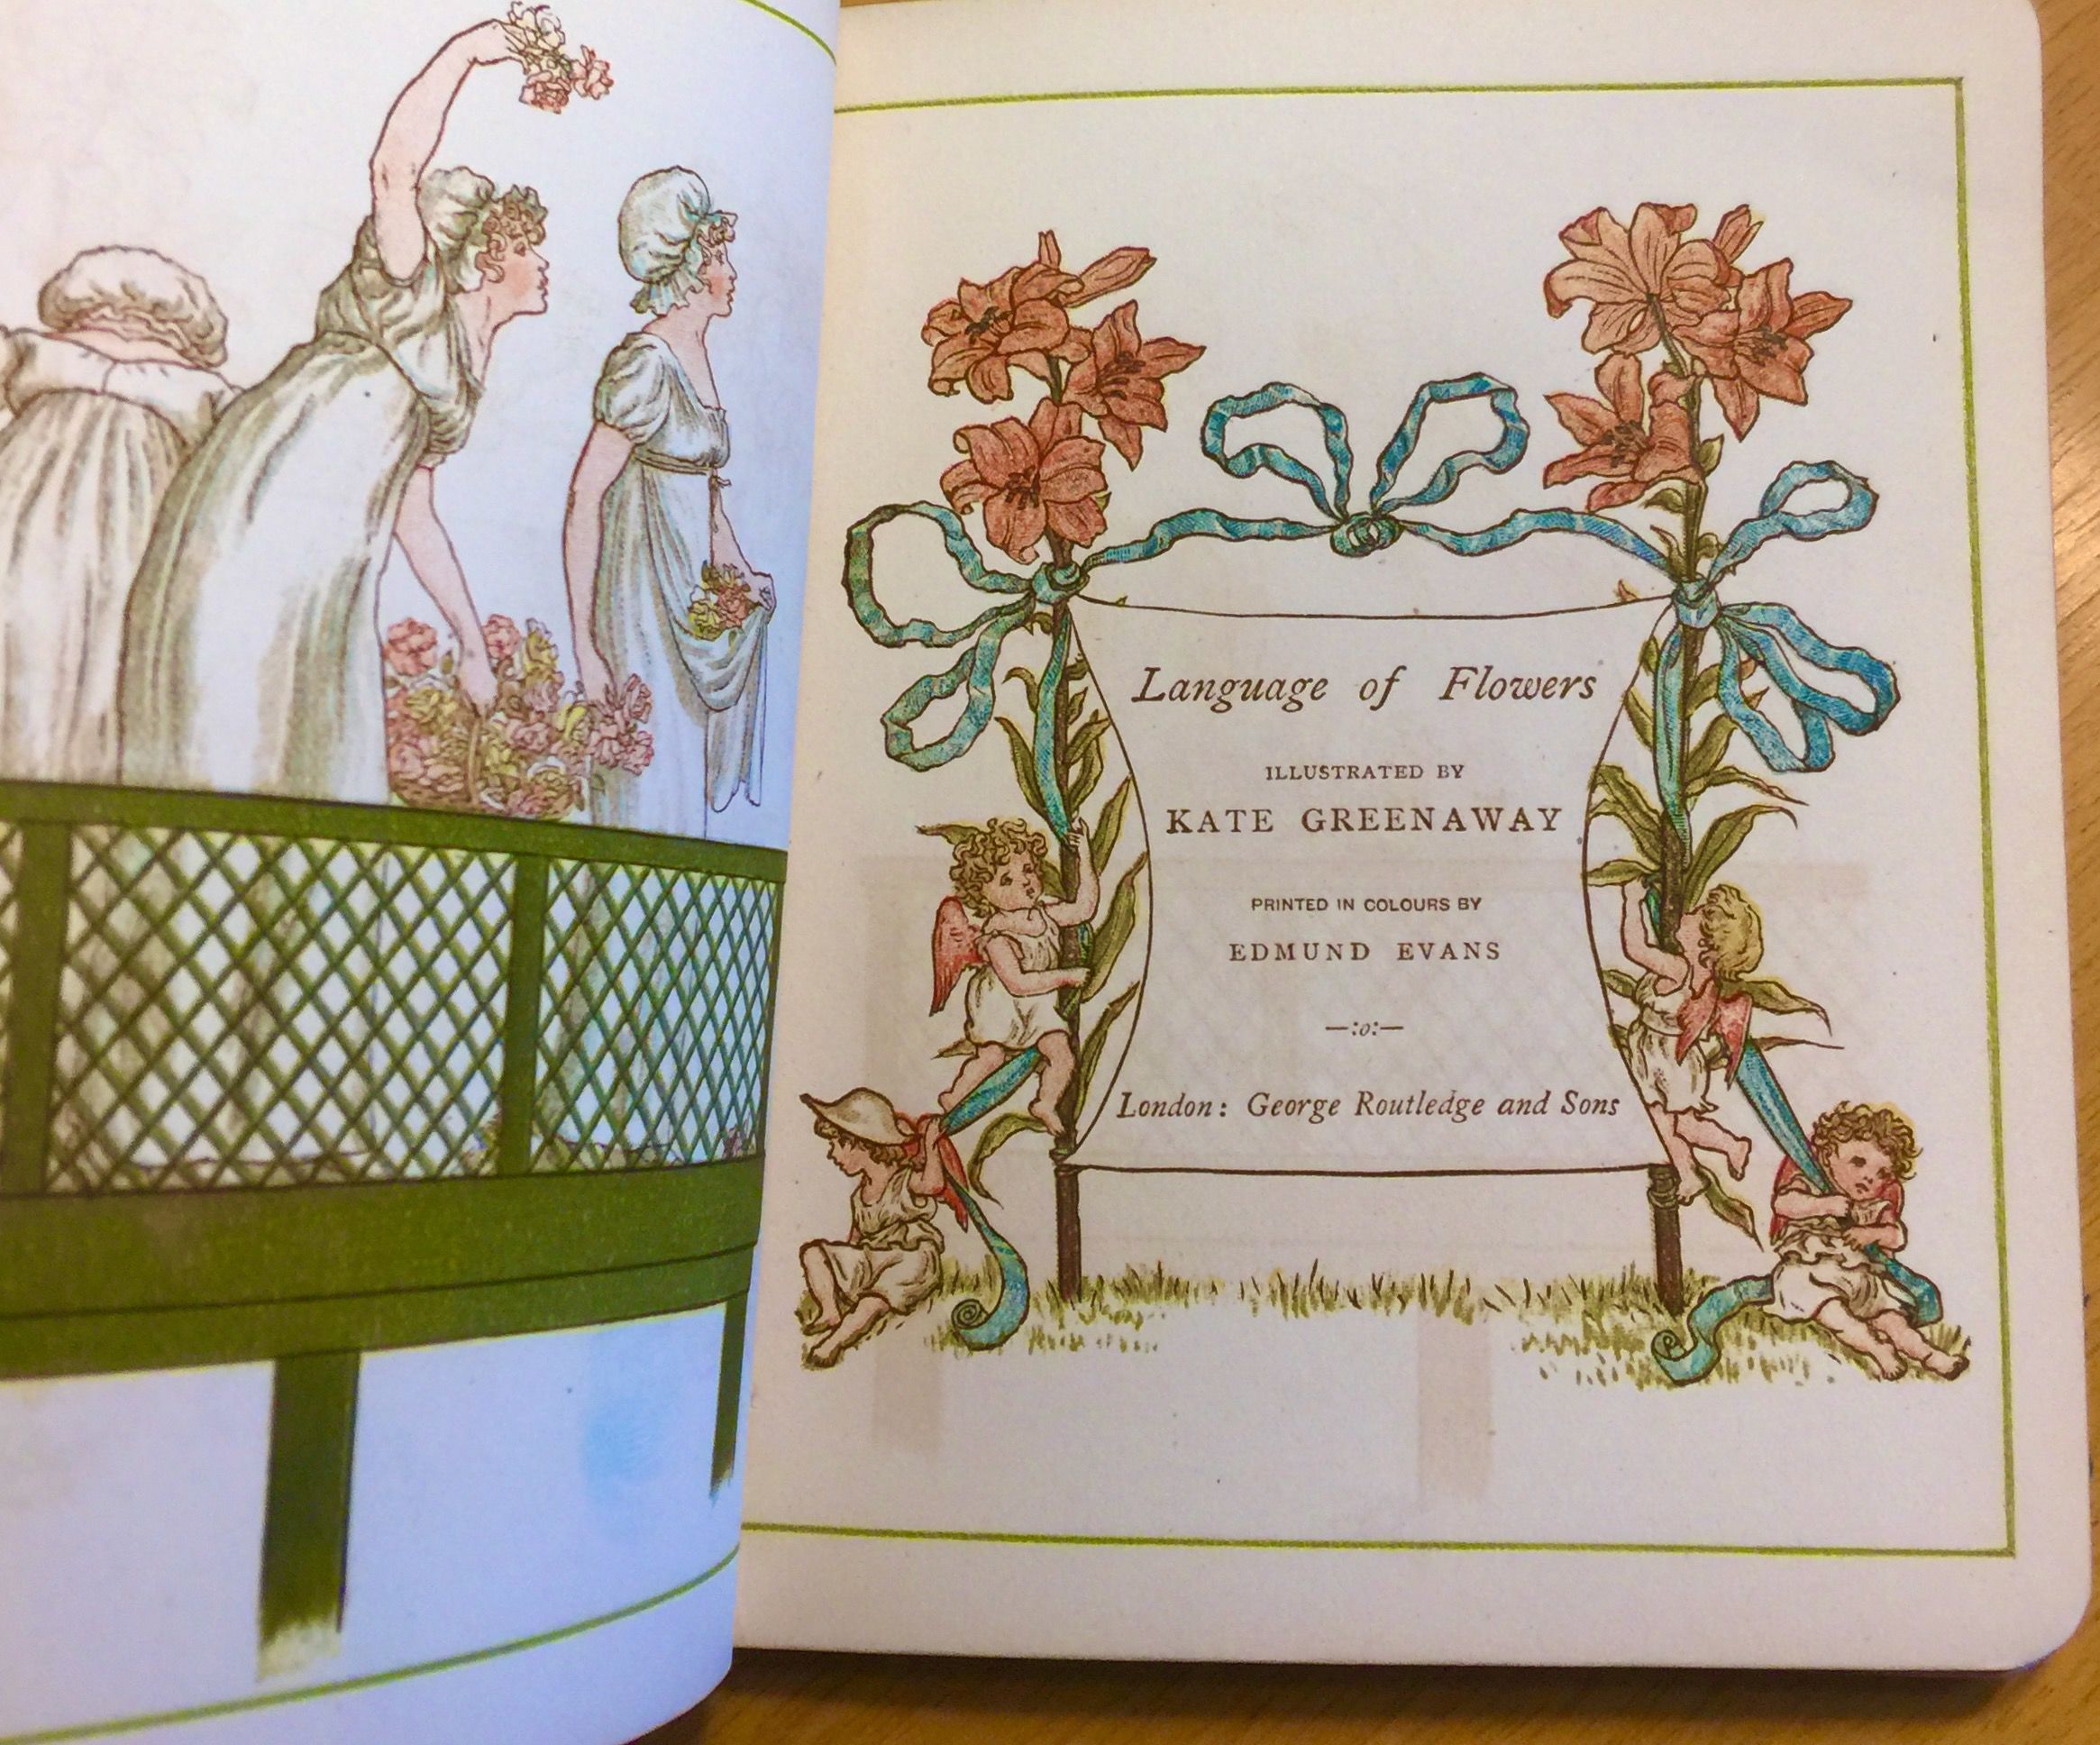 Language of Flowers
ILLUSTRATED BY
KATE GREENAWAY
PRINTED IN COLOURS BY
EDMUND EVANS
—:o:—
London: George Routledge and Sons